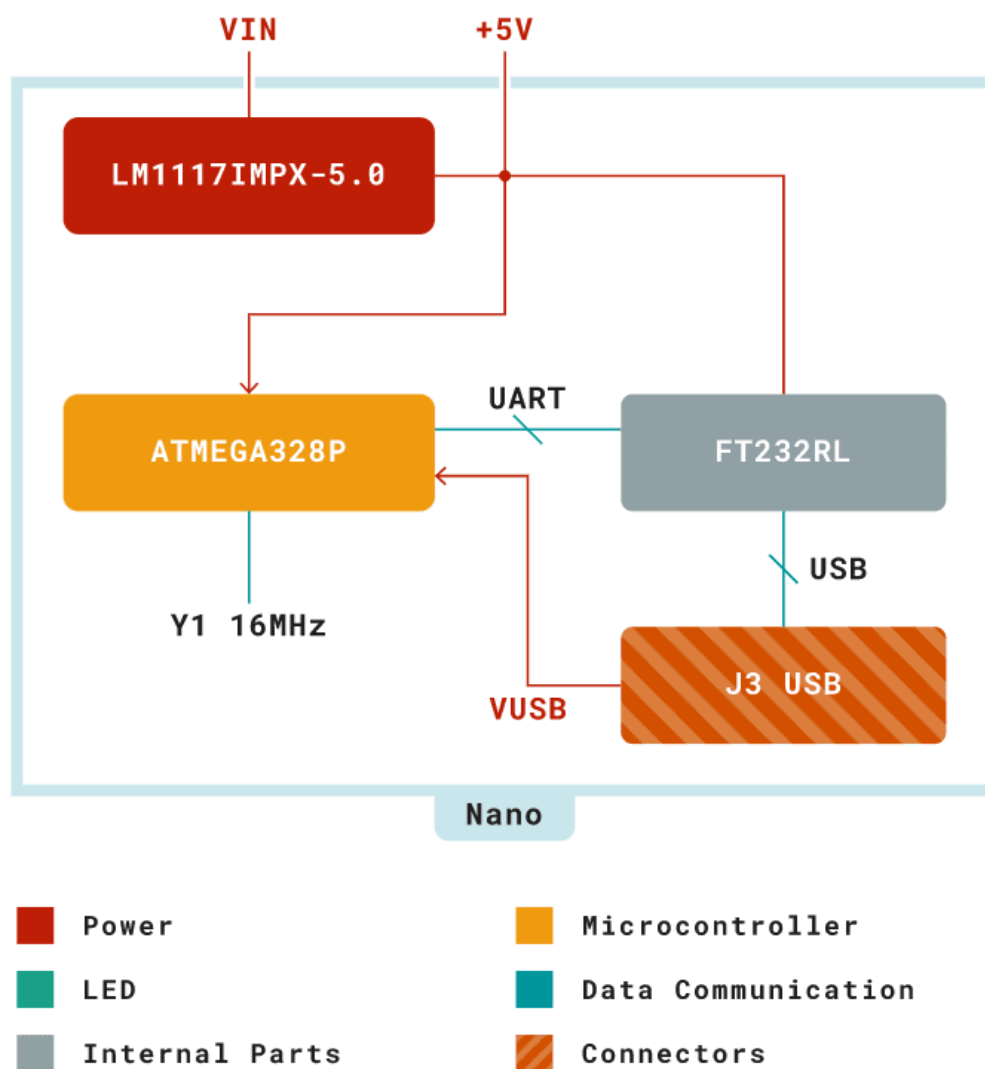 VIN
+5V
LM1117IMPX-5.0
UART
ATMEGA328P
FT232RL
USB
Y1 16MHz
J3 USB
VUSB
Nano
Power
Microcontroller
LED
Data Communication
Internal Parts
Connectors